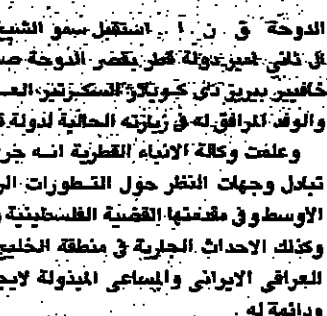 الدوحة ق . ن . أ . استقبل سمو الشيخ
آل ثاني امير دولة قطر بقصر الدوحة صب
خافيير بيريز دي كويلار السكرتير العـ
والوفد المرافق له في زيارته الحالية لدولة ق
وعلمت وكالة الانباء القطرية انـه جرى
تبادل وجهات النظر حول التطورات الر
الاوسط وفي مقدمتها القضية الفلسطينية
وكذلك الاحداث الجارية في منطقة الخليج
العراقي الايراني والمساعي المبذولة لايج
ودائمة له .